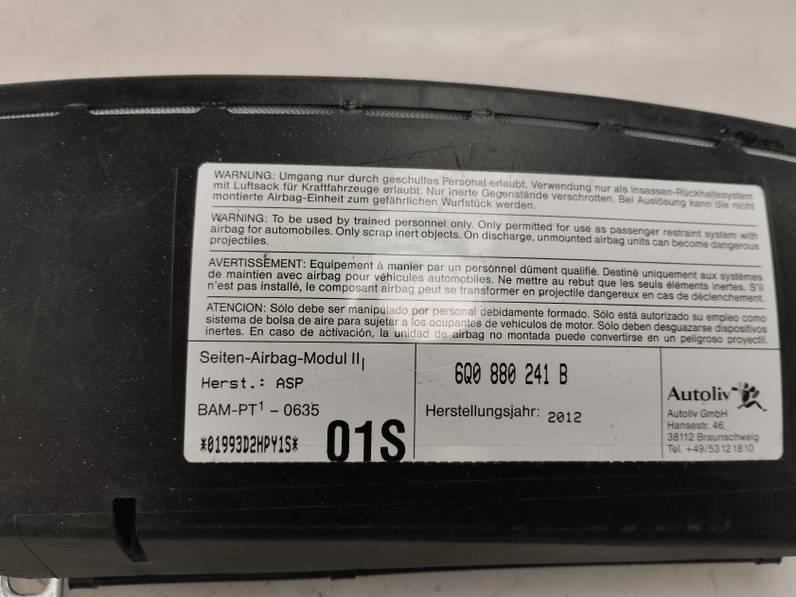 WARNUNG: Umgang nur durch geschultes Personal erlaubt. Verwendung nur als Insassen-Rückhaltesystem
mit Luftsack für Kraftfahrzeuge erlaubt. Nur inerte Gegenstände verschrotten. Bei Auslösung kann die nicht
montierte Airbag-Einheit zum gefährlichen Wurfstück werden.
WARNING: To be used by trained personnel only. Only permitted for use as passenger restraint system with
airbag for automobiles. Only scrap inert objects. On discharge, unmounted airbag units can become dangerous
projectiles.
AVERTISSEMENT: Equipement à manier par un personnel dûment qualifié. Destiné uniquement aux systèmes
de maintien avec airbag pour véhicules automobiles. Ne mettre au rebut que les seuls éléments inertes. S'il
n'est pas installé, le composant airbag peut se transformer en projectile dangereux en cas de déclenchement.
ATENCION: Sólo debe ser manipulado por personal debidamente formado. Sólo está autorizado su empleo como
sistema de bolsa de aire para sujetar a los ocupantes de vehículos de motor. Sólo deben desguazarse dispositivos
inertes. En caso de activación, la unidad de airbag no montada puede convertirse en un peligroso proyectil.
Seiten-Airbag-Modul II
Herst.: ASP
BAM-PT¹ - 0635
*01993D2HPY1S*
01S
6Q0 880 241 B
Herstellungsjahr: 2012
Autoliv
Autoliv GmbH
Hansestr. 46
38112 Braunschweig
Tel. +49/53 12 18 10